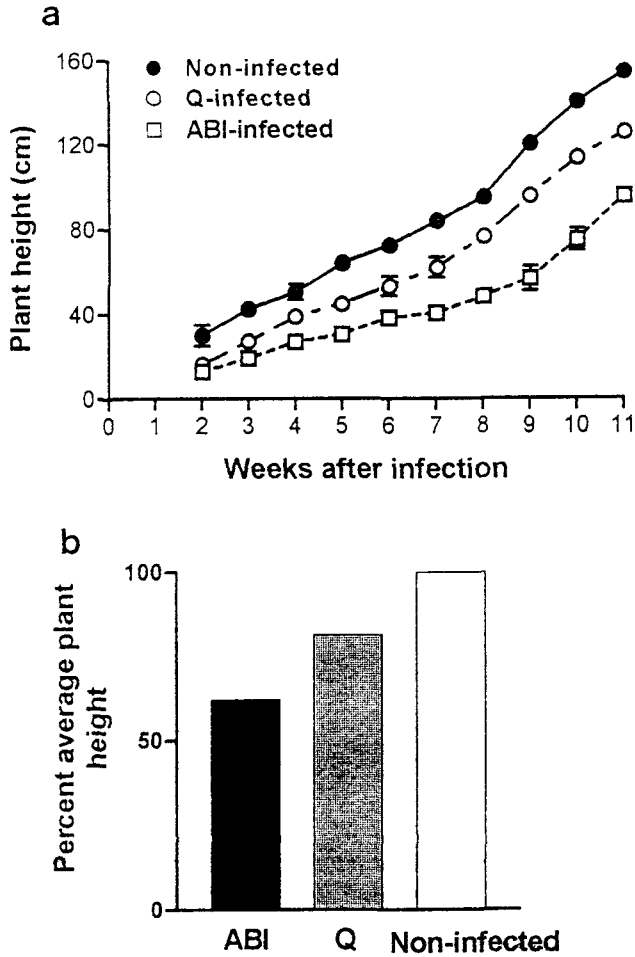 a
Plant height (cm)
160
120
80
40
0
Non-infected
Q-infected
ABI-infected
0 1 2 3 4 5 6 7 8 9 10 11
Weeks after infection
b
Percent average plant
height
100
50
0
ABI Q Non-infected